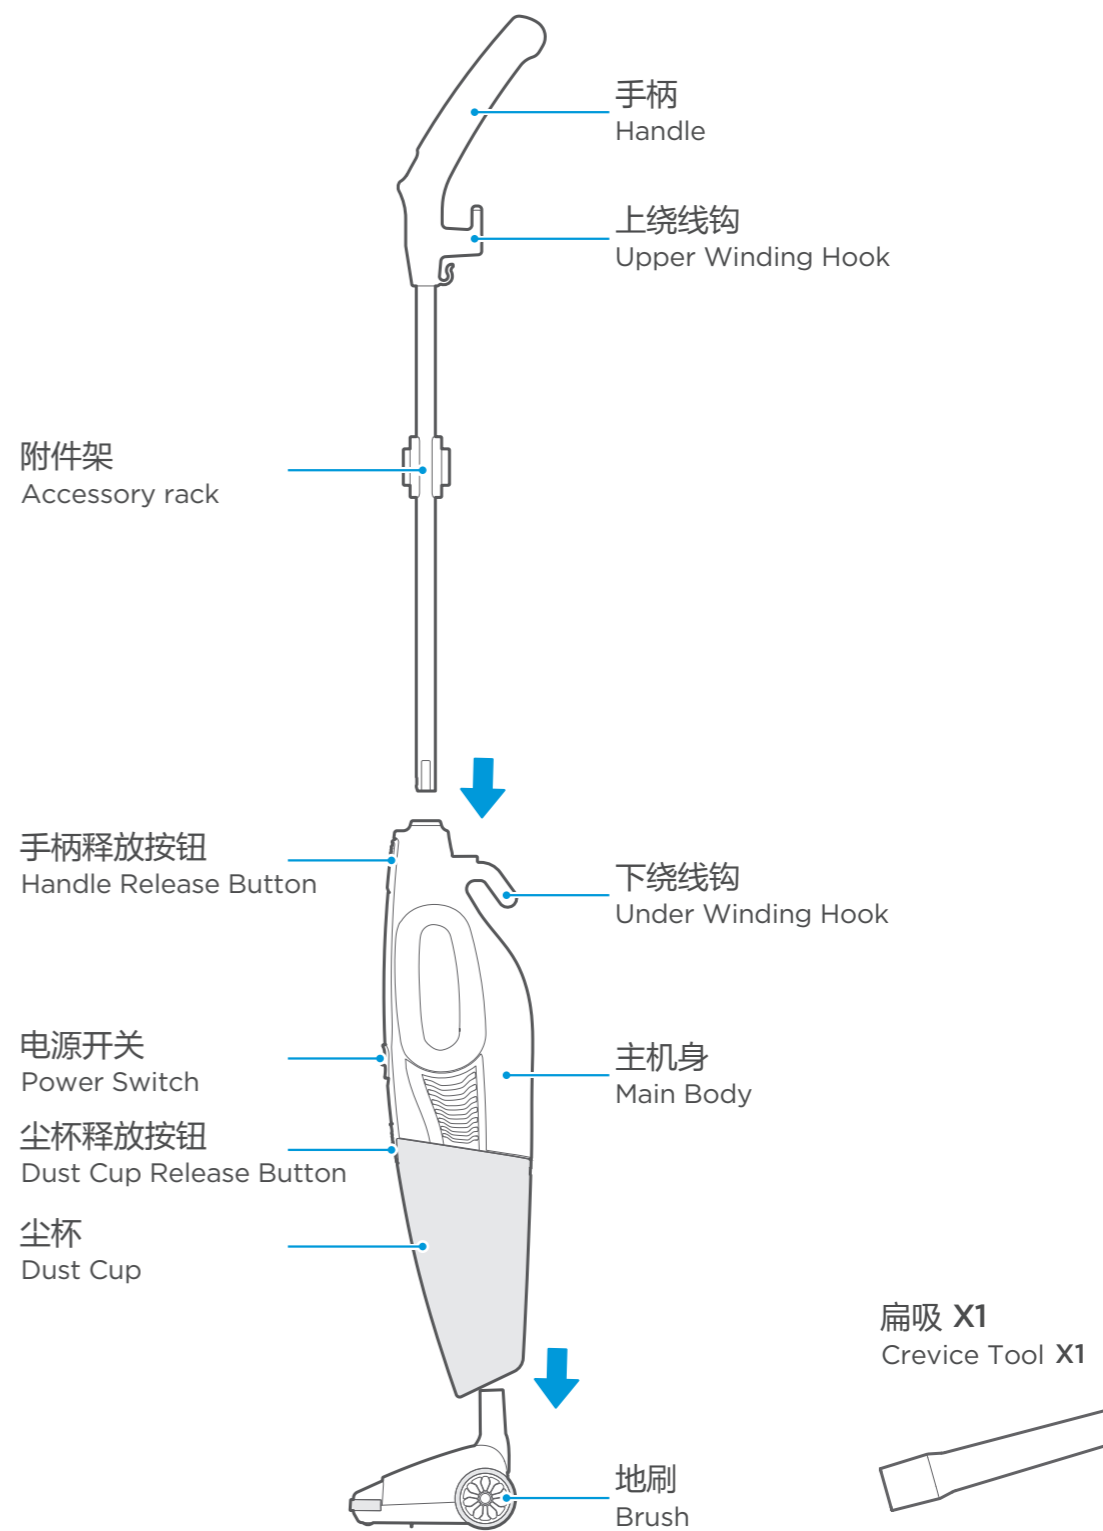 手柄
Handle
上绕线钩
Upper Winding Hook
附件架
Accessory rack
手柄释放按钮
Handle Release Button
下绕线钩
Under Winding Hook
电源开关
Power Switch
主机身
Main Body
尘杯释放按钮
Dust Cup Release Button
尘杯
Dust Cup
扁吸 X1
Crevice Tool X1
地刷
Brush